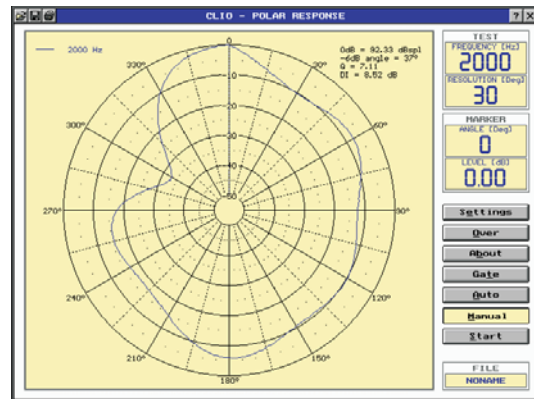 CLIO - POLAR RESPONSE
? X
2000 Hz
0dB = 92.33 dBspl
-6dB angle = 37°
Q = 7.11
DI = 8.52 dB
0
330°
30°
10
20
300°
60°
30
40
50
270°
90°
240°
120°
210°
150°
180°
TEST
FREQUENCY [Hz]
2000
RESOLUTION [Deg]
30
MARKER
ANGLE [Deg]
0
LEVEL [dB]
0.00
Settings
Over
About
Gate
Auto
Manual
Start
FILE
NONAME